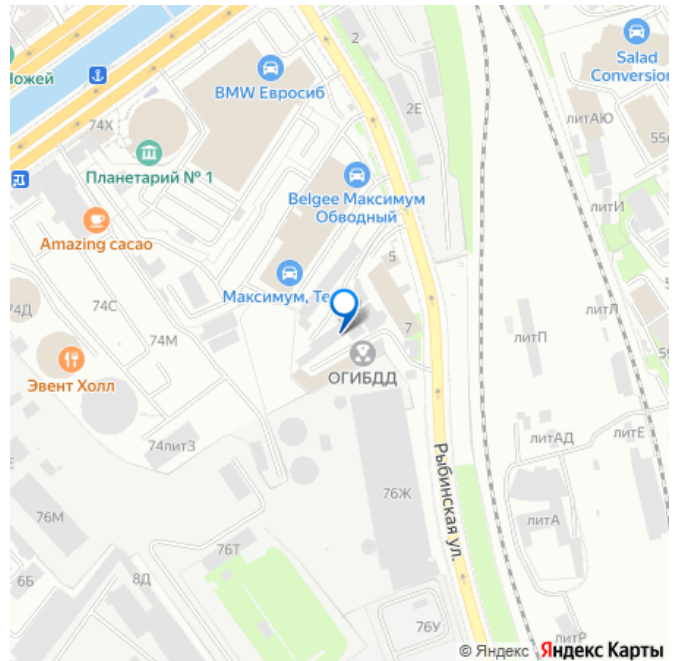 Ножей
2
Salad
Conversion
BMW Евросиб
2Е
74Х
литАЮ
55
Планетарий № 1
Belgee Максимум
Обводный
литИ
Amazing cacao
5
74Д
74С
Максимум, Те
литЛ
74М
7
литП
59
Эвент Холл
ОГИБДД
74литЗ
литАД
литЕ
Рыбинская ул.
76Ж
76М
литА
76Т
6Б
8Д
76У
литР
© Яндекс Яндекс Карты